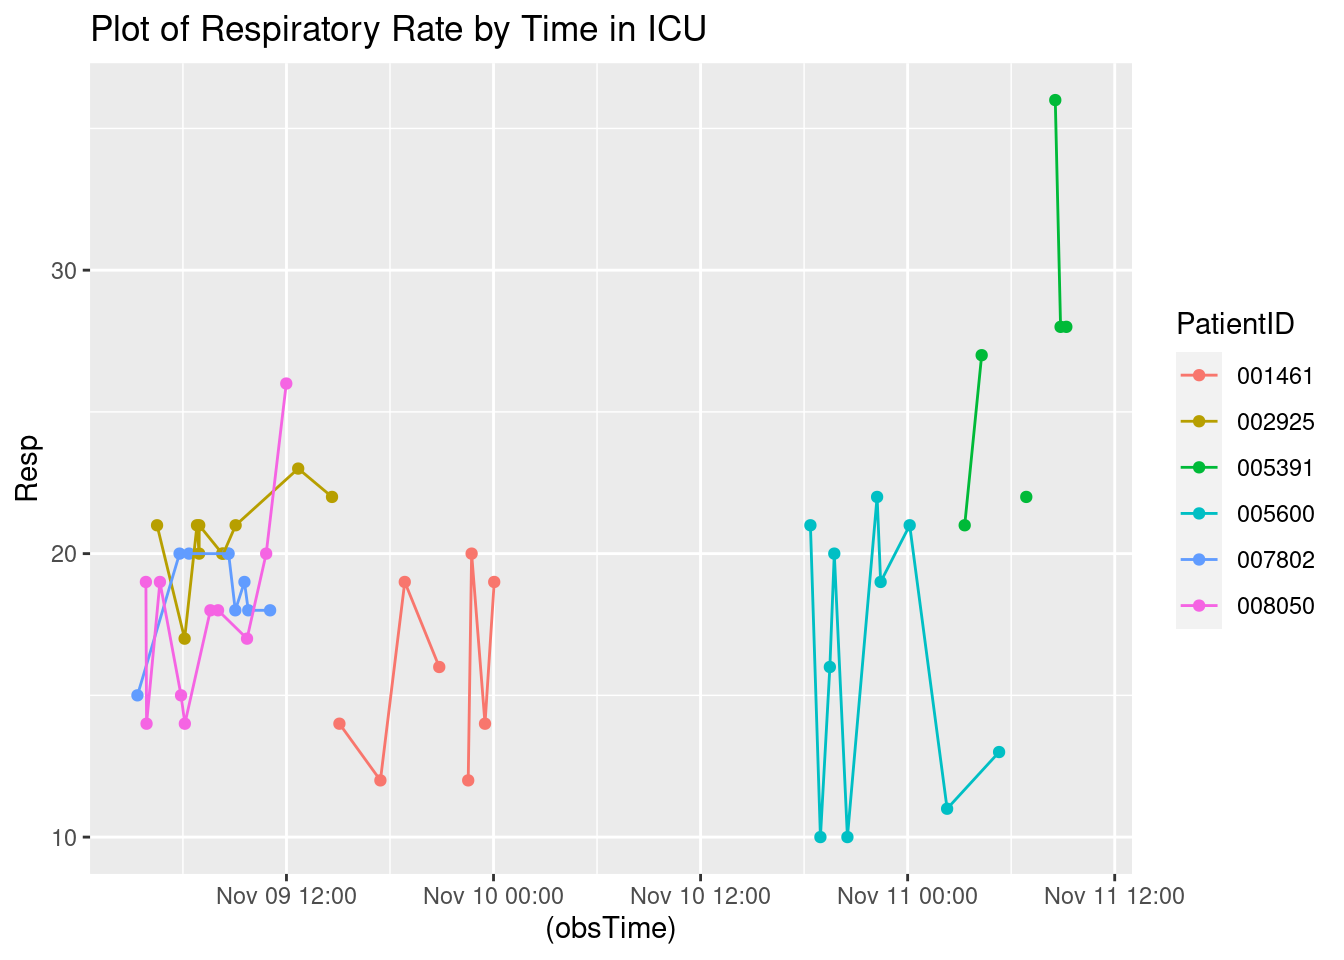 Plot of Respiratory Rate by Time in ICU
Resp
30
20
10
Nov 09 12:00
Nov 10 00:00
Nov 10 12:00
Nov 11 00:00
Nov 11 12:00
(obsTime)
PatientID
001461
002925
005391
005600
007802
008050